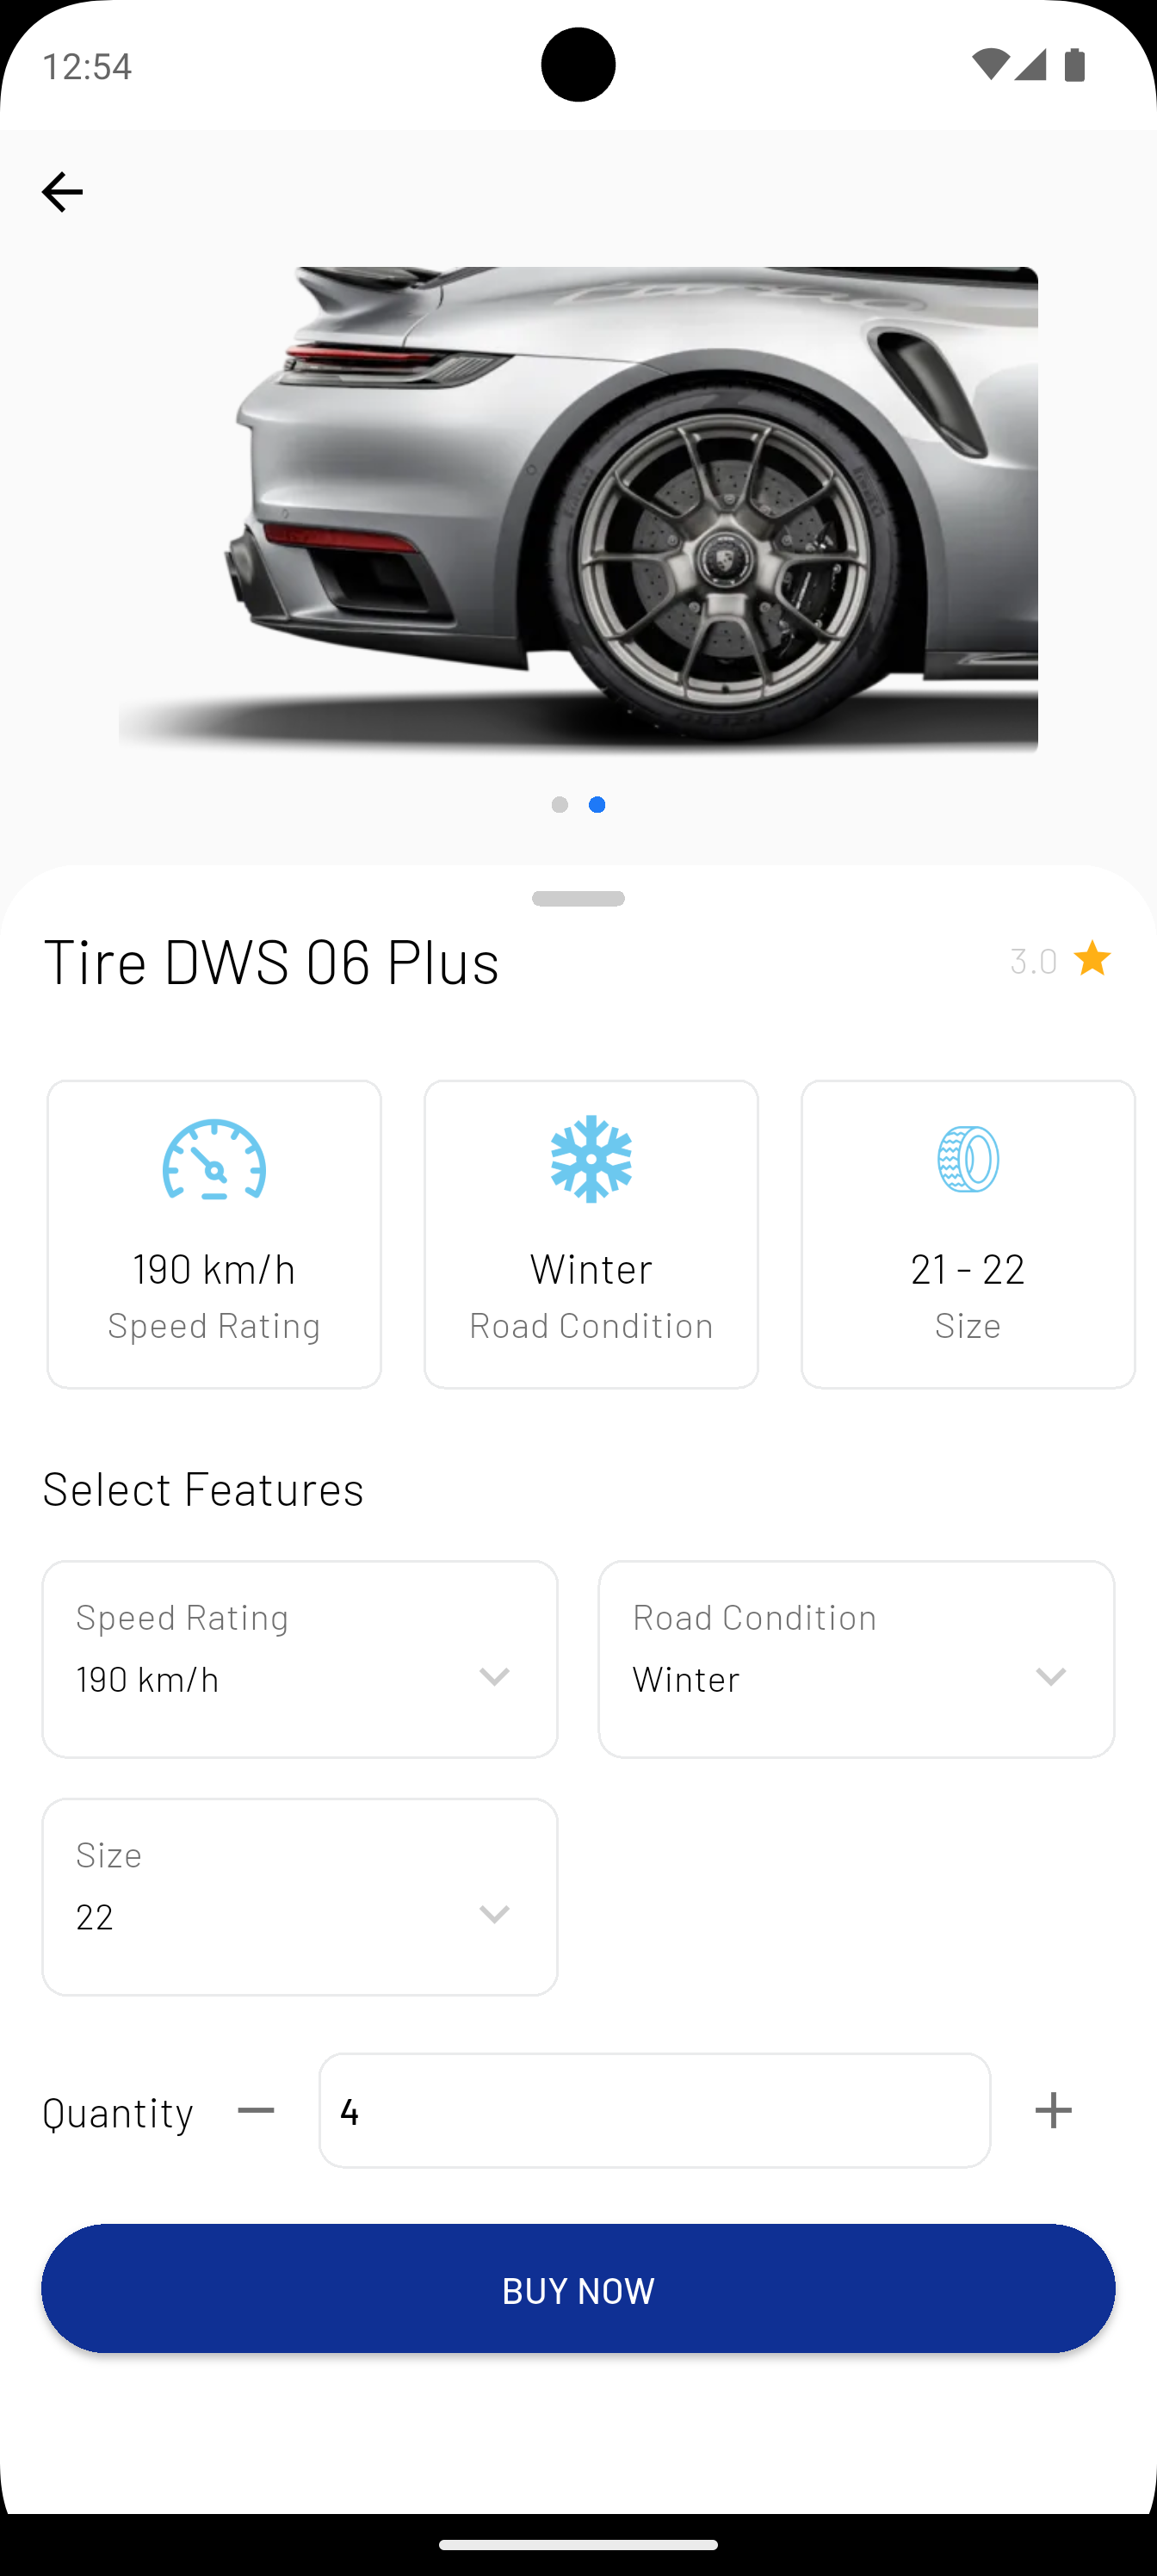 12:54
Tire DWS 06 Plus
3.0
190 km/h
Speed Rating
Winter
Road Condition
21 - 22
Size
Select Features
Speed Rating
190 km/h
Road Condition
Winter
Size
22
Quantity
4
BUY NOW